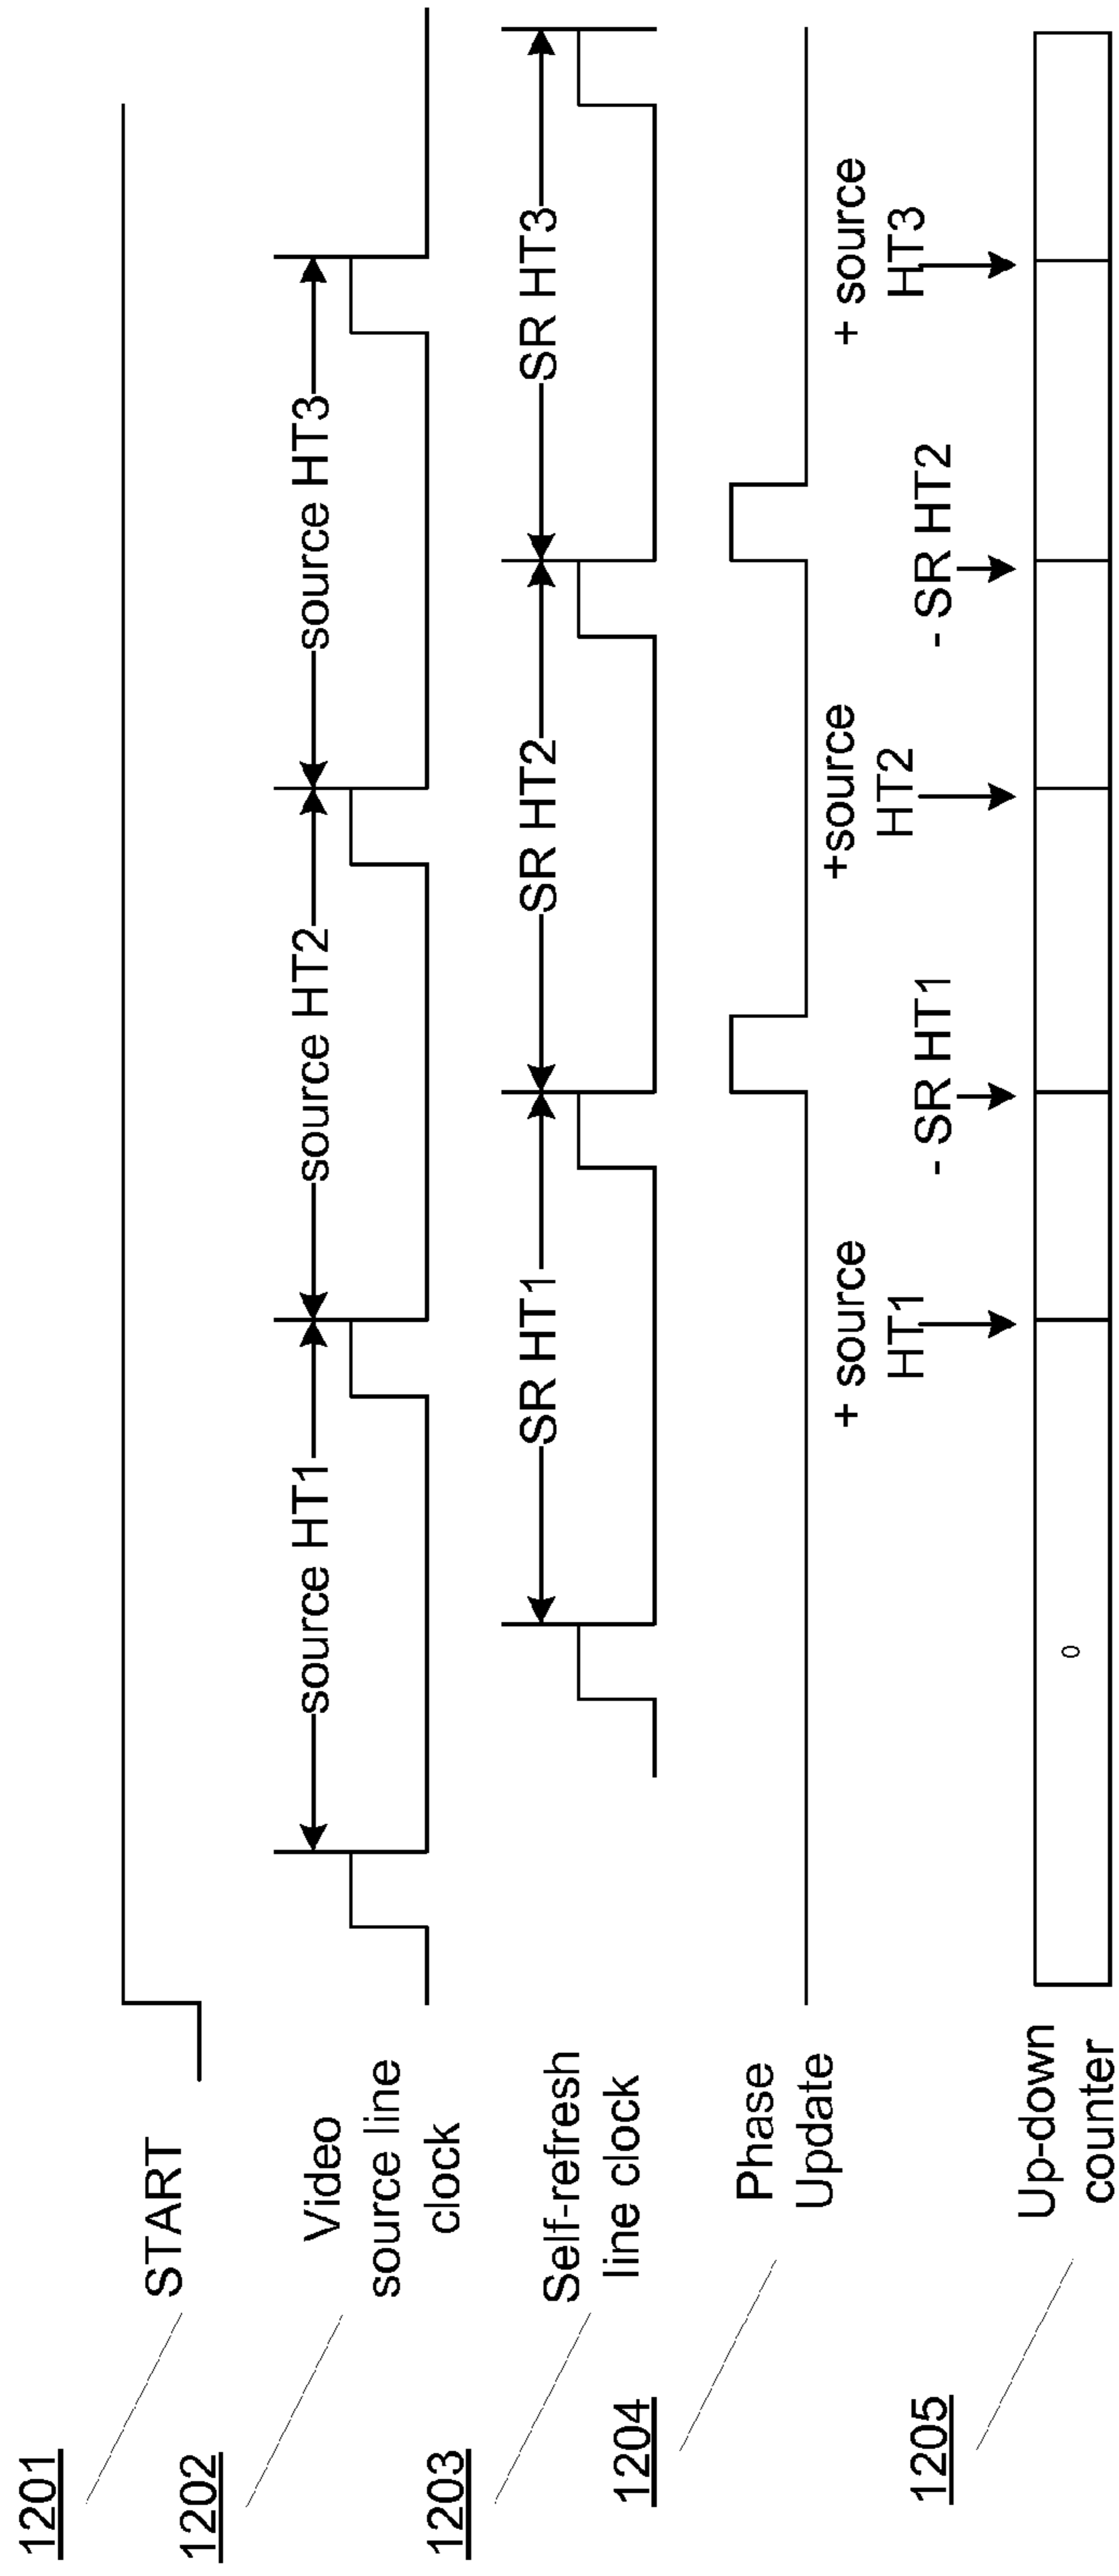 1201
START
1202
Video
source line
clock
source HT1
source HT2
source HT3
1203
Self-refresh
line clock
SR HT1
SR HT2
SR HT3
1204
Phase
Update
1205
Up-down
counter
0
+ source
HT1
- SR HT1
+source
HT2
- SR HT2
+ source
HT3